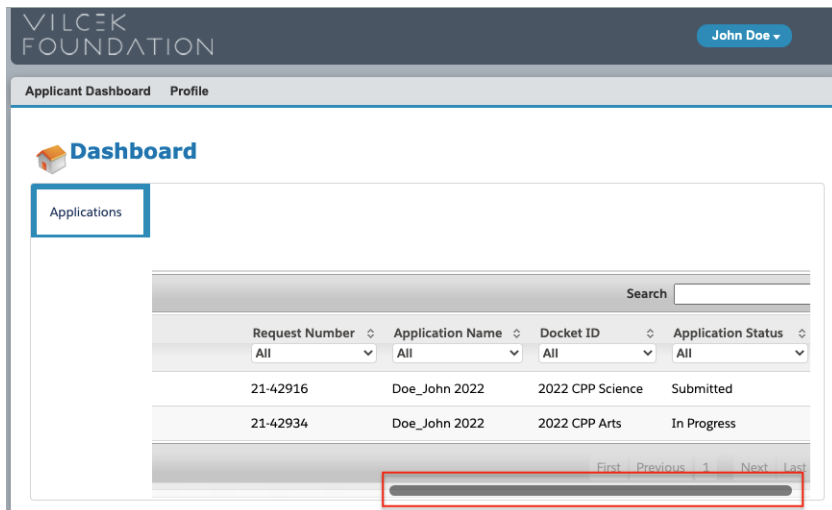 VILCEK
FOUNDATION
John Doe
Applicant Dashboard Profile
Dashboard
Applications
Search
Request Number Application Name Docket ID Application Status
All All All All
21-42916 Doe_John 2022 2022 CPP Science Submitted
21-42934 Doe_John 2022 2022 CPP Arts In Progress
First Previous 1 Next Last